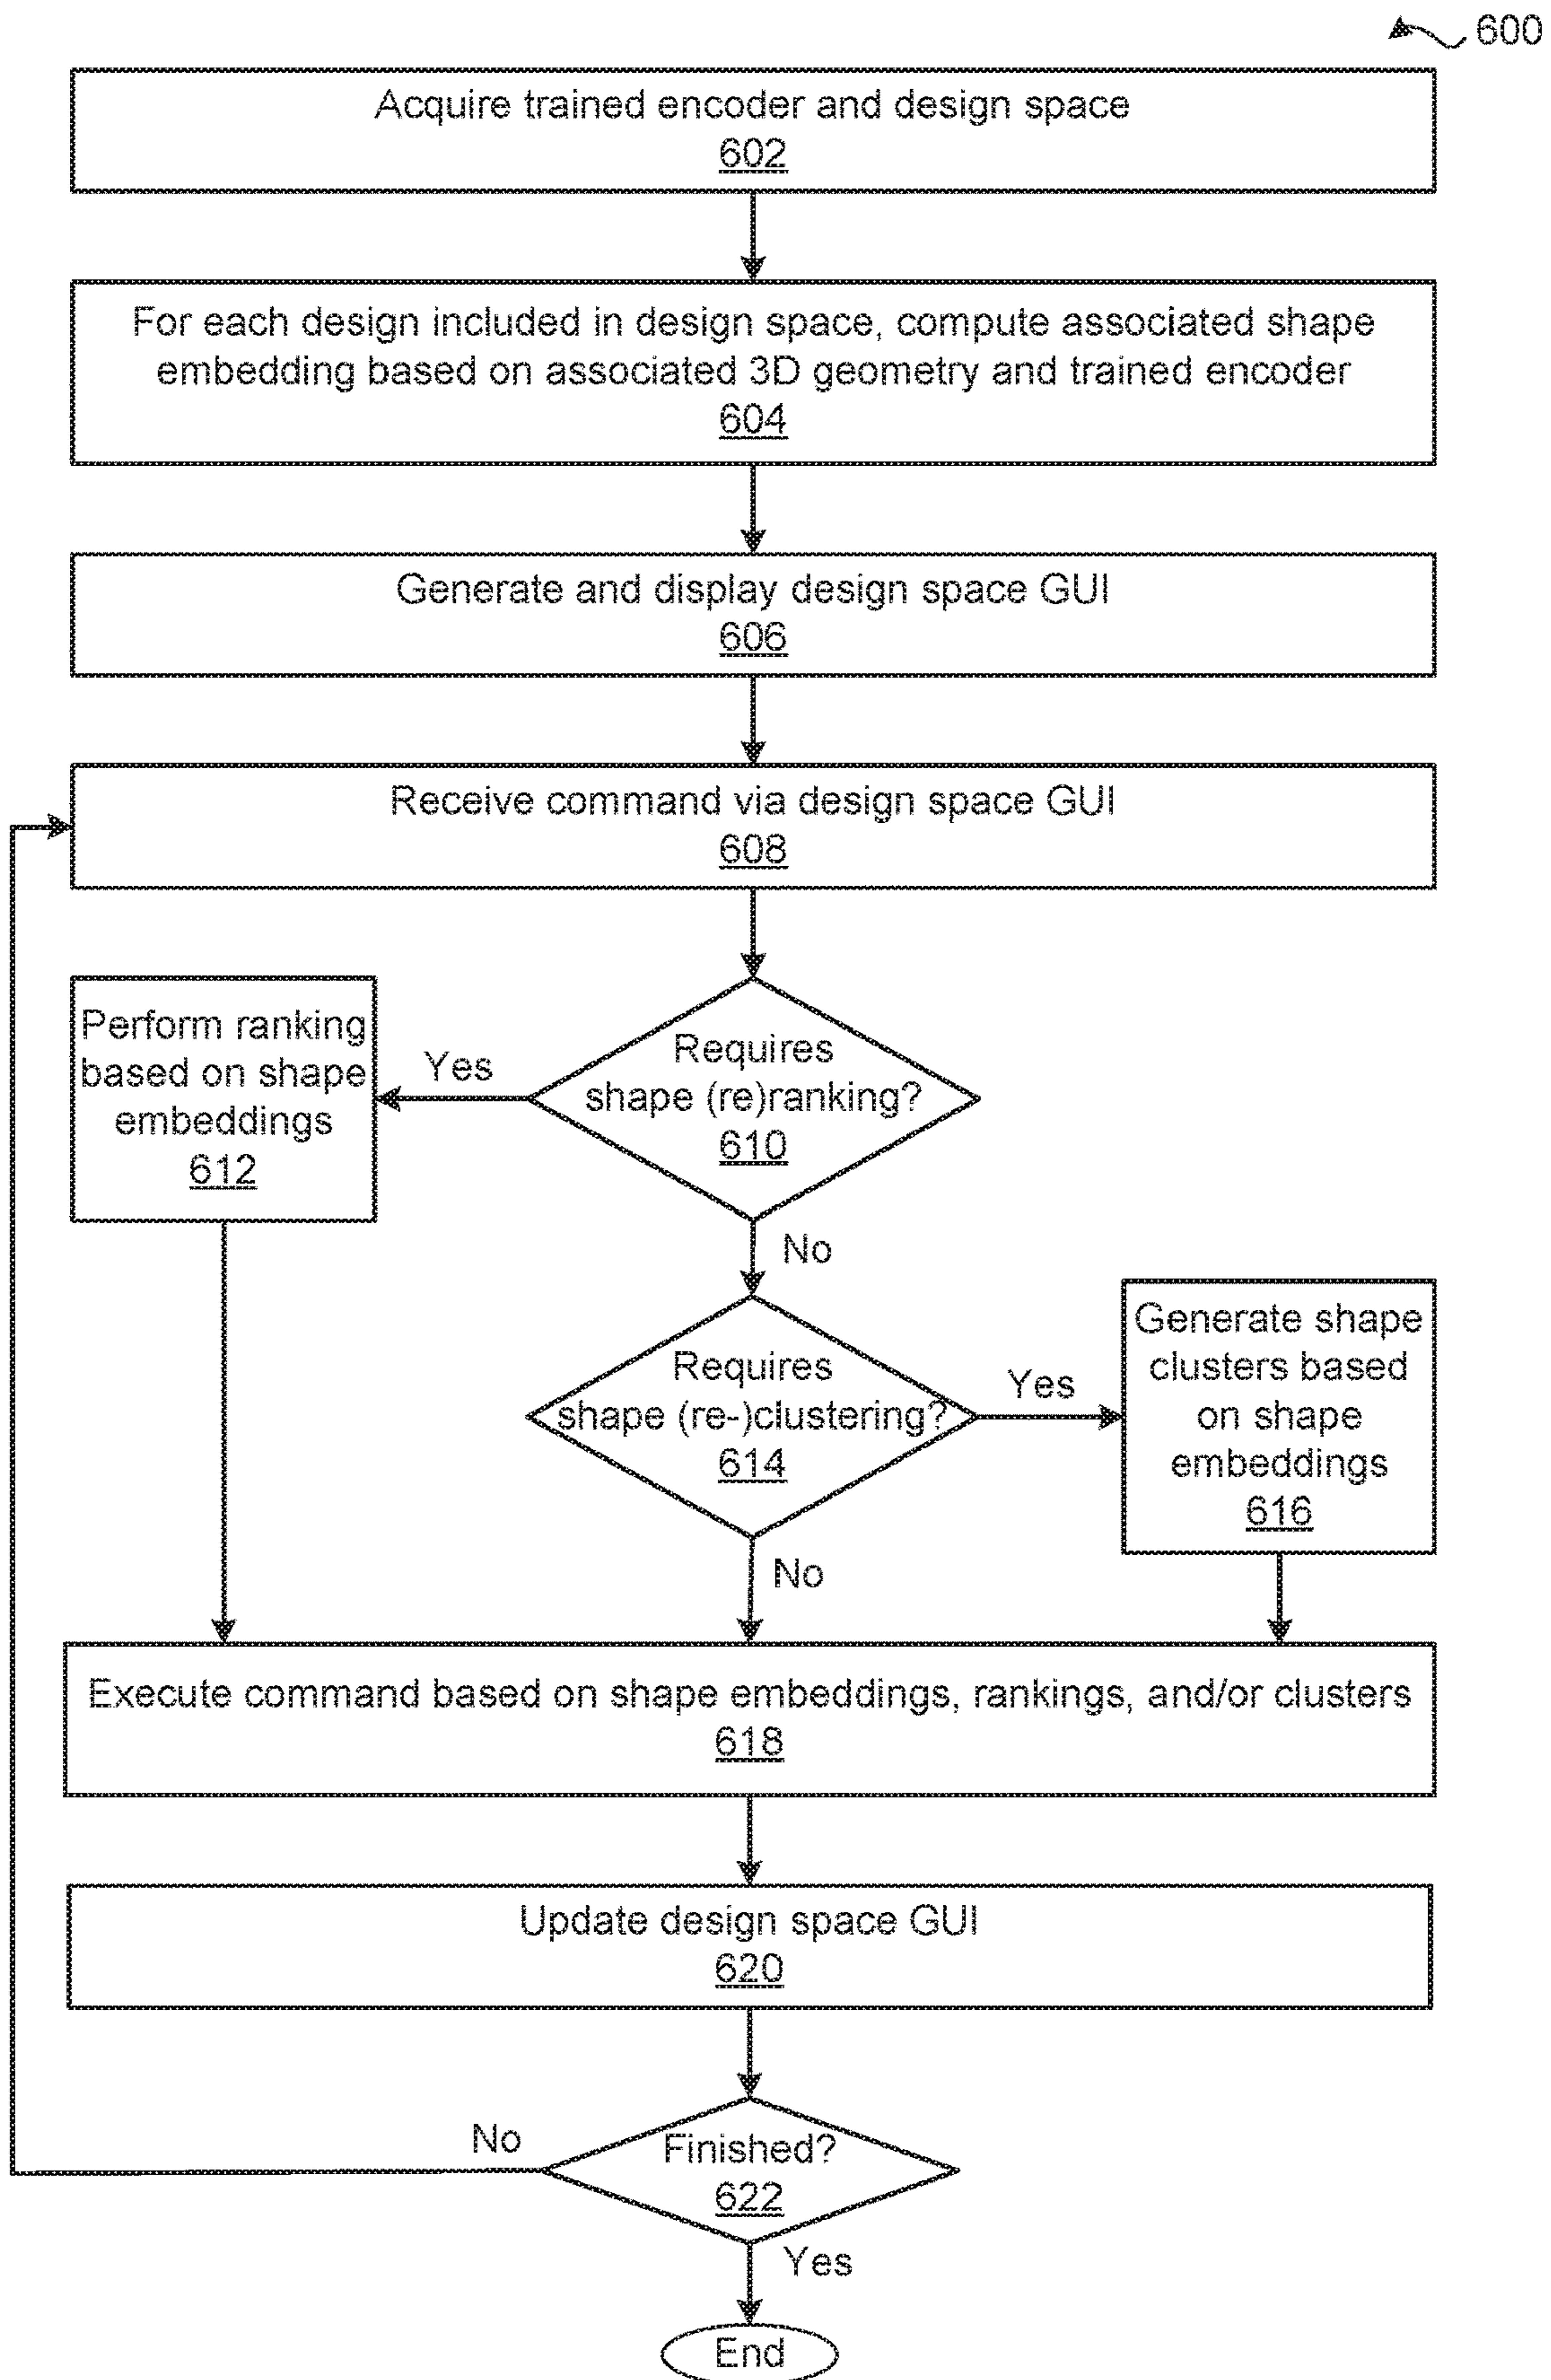 600
Acquire trained encoder and design space
602
For each design included in design space, compute associated shape
embedding based on associated 3D geometry and trained encoder
604
Generate and display design space GUI
606
Receive command via design space GUI
608
Perform ranking
based on shape
embeddings
612
Yes
Requires
shape (re)ranking?
610
No
Requires
shape (re-)clustering?
614
Yes
Generate shape
clusters based
on shape
embeddings
616
No
Execute command based on shape embeddings, rankings, and/or clusters
618
Update design space GUI
620
No
Finished?
622
Yes
End